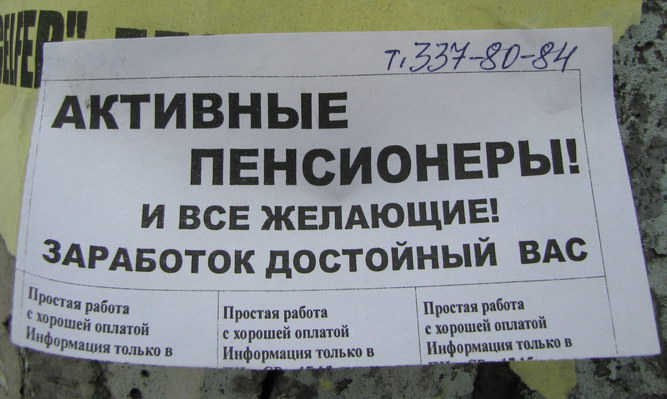 т. 337-80-84
АКТИВНЫЕ
ПЕНСИОНЕРЫ!
И ВСЕ ЖЕЛАЮЩИЕ!
ЗАРАБОТОК ДОСТОЙНЫЙ ВАС
Простая работа
с хорошей оплатой
Информация только в
Простая работа
с хорошей оплатой
Информация только в
Простая работа
с хорошей оплатой
Информация только в